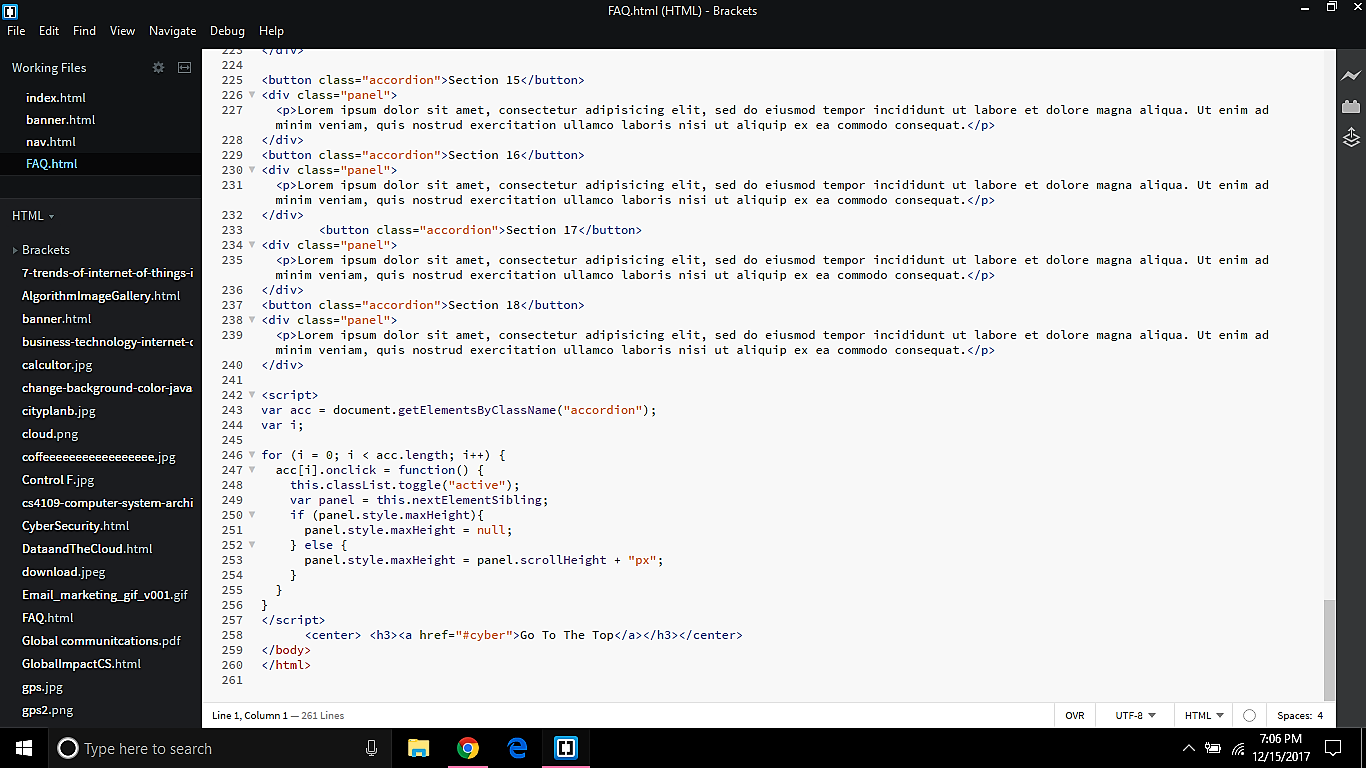 FAQ.html (HTML) - Brackets
File Edit Find View Navigate Debug Help
Working Files
index.html
banner.html
nav.html
FAQ.html
HTML
Brackets
7-trends-of-internet-of-things-i
AlgorithmImageGallery.html
banner.html
business-technology-internet-c
calcultor.jpg
change-background-color-java
cityplanb.jpg
cloud.png
coffeeeeeeeeeeeeeeeee.jpg
Control F.jpg
cs4109-computer-system-archi
CyberSecurity.html
DataandTheCloud.html
download.jpeg
Email_marketing_gif_v001.gif
FAQ.html
Global communitcations.pdf
GlobalImpactCS.html
gps.jpg
gps2.png
223 </div>
224
225 <button class="accordion">Section 15</button>
226 <div class="panel">
227 <p>Lorem ipsum dolor sit amet, consectetur adipisicing elit, sed do eiusmod tempor incididunt ut labore et dolore magna aliqua. Ut enim ad
minim veniam, quis nostrud exercitation ullamco laboris nisi ut aliquip ex ea commodo consequat.</p>
228 </div>
229 <button class="accordion">Section 16</button>
230 <div class="panel">
231 <p>Lorem ipsum dolor sit amet, consectetur adipisicing elit, sed do eiusmod tempor incididunt ut labore et dolore magna aliqua. Ut enim ad
minim veniam, quis nostrud exercitation ullamco laboris nisi ut aliquip ex ea commodo consequat.</p>
232 </div>
233 <button class="accordion">Section 17</button>
234 <div class="panel">
235 <p>Lorem ipsum dolor sit amet, consectetur adipisicing elit, sed do eiusmod tempor incididunt ut labore et dolore magna aliqua. Ut enim ad
minim veniam, quis nostrud exercitation ullamco laboris nisi ut aliquip ex ea commodo consequat.</p>
236 </div>
237 <button class="accordion">Section 18</button>
238 <div class="panel">
239 <p>Lorem ipsum dolor sit amet, consectetur adipisicing elit, sed do eiusmod tempor incididunt ut labore et dolore magna aliqua. Ut enim ad
minim veniam, quis nostrud exercitation ullamco laboris nisi ut aliquip ex ea commodo consequat.</p>
240 </div>
241
242 <script>
243 var acc = document.getElementsByClassName("accordion");
244 var i;
245
246 for (i = 0; i < acc.length; i++) {
247 acc[i].onclick = function() {
248 this.classList.toggle("active");
249 var panel = this.nextElementSibling;
250 if (panel.style.maxHeight){
251 panel.style.maxHeight = null;
252 } else {
253 panel.style.maxHeight = panel.scrollHeight + "px";
254 }
255 }
256 }
257 </script>
258 <center> <h3><a href="#cyber">Go To The Top</a></h3></center>
259 </body>
260 </html>
261
Line 1, Column 1 — 261 Lines
OVR UTF-8 HTML Spaces: 4
Type here to search
7:06 PM
12/15/2017